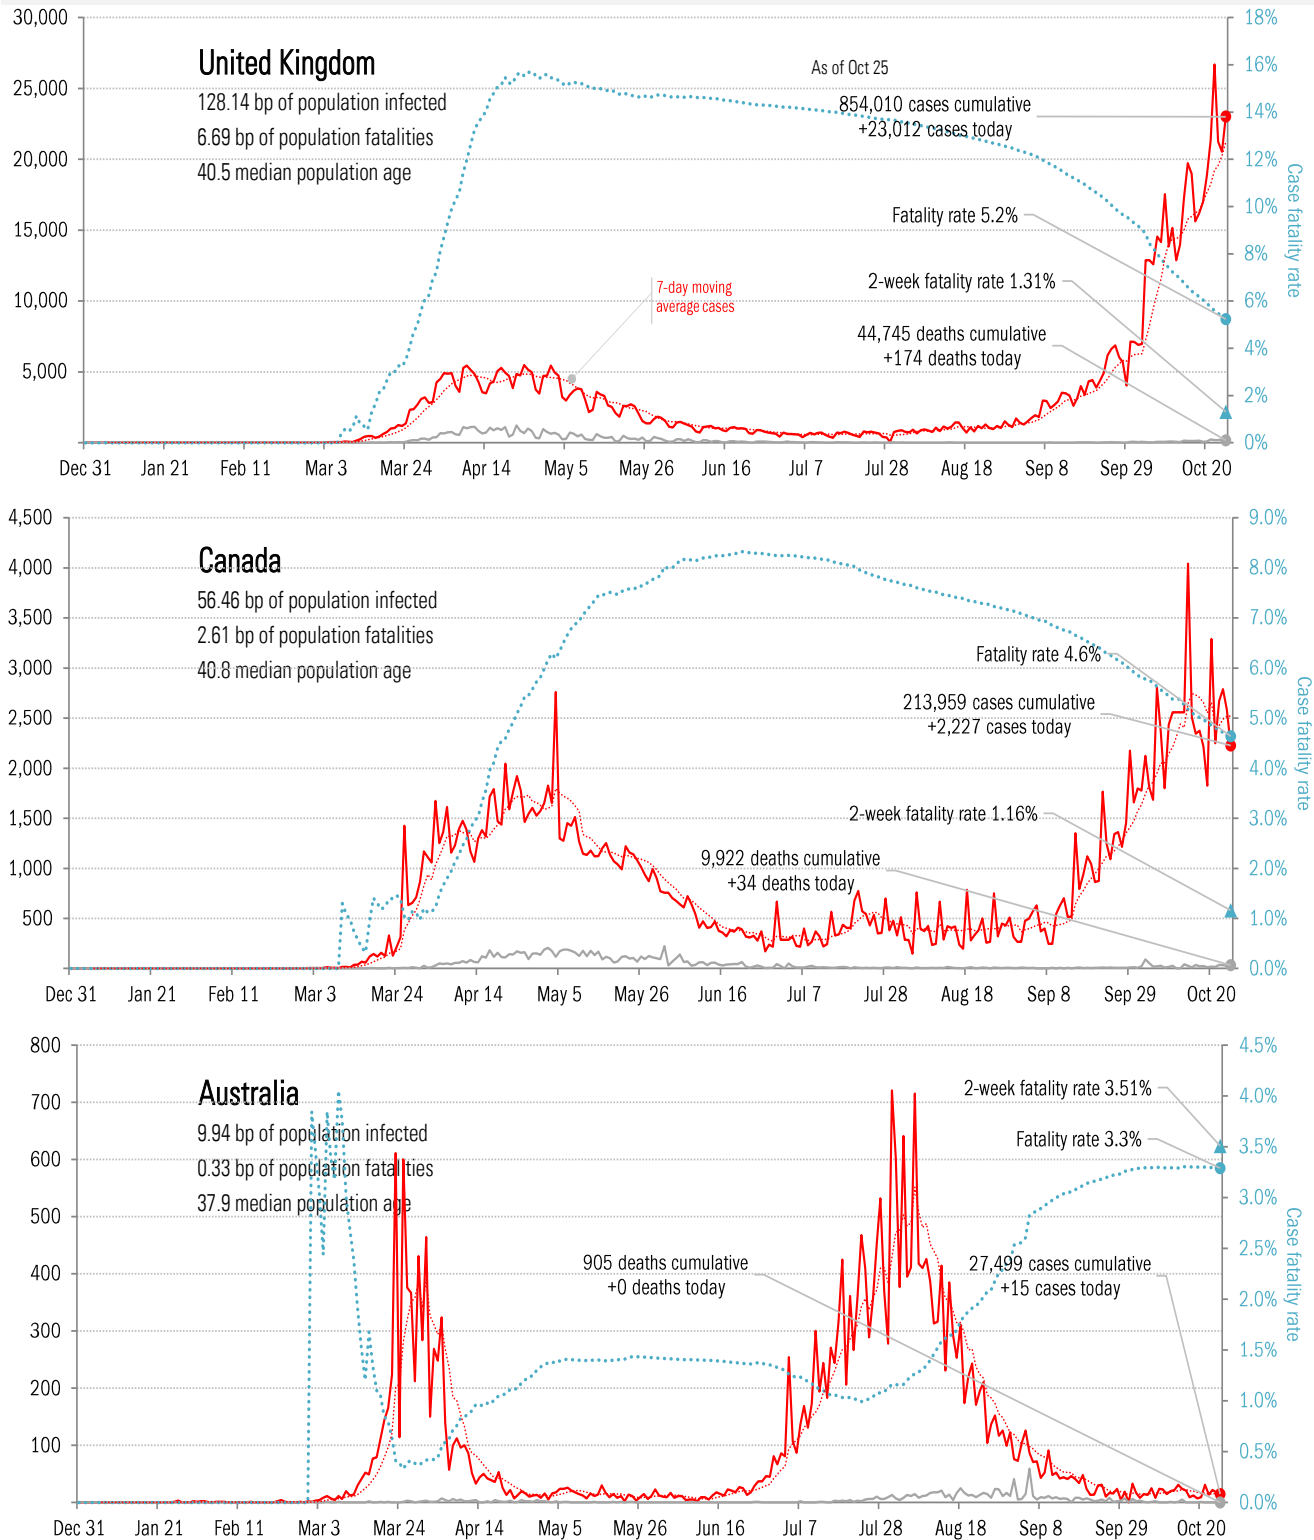 30,000
25,000
20,000
15,000
10,000
5,000
United Kingdom
128.14 bp of population infected
6.69 bp of population fatalities
40.5 median population age
As of Oct 25
854,010 cases cumulative
+23,012 cases today
Fatality rate 5.2%
2-week fatality rate 1.31%
44,745 deaths cumulative
+174 deaths today
7-day moving
average cases
18%
16%
14%
12%
10%
8%
6%
4%
2%
0%
Case fatality rate
Dec 31 Jan 21 Feb 11 Mar 3 Mar 24 Apr 14 May 5 May 26 Jun 16 Jul 7 Jul 28 Aug 18 Sep 8 Sep 29 Oct 20
4,500
4,000
3,500
3,000
2,500
2,000
1,500
1,000
500
Canada
56.46 bp of population infected
2.61 bp of population fatalities
40.8 median population age
Fatality rate 4.6%
213,959 cases cumulative
+2,227 cases today
2-week fatality rate 1.16%
9,922 deaths cumulative
+34 deaths today
9.0%
8.0%
7.0%
6.0%
5.0%
4.0%
3.0%
2.0%
1.0%
0.0%
Case fatality rate
Dec 31 Jan 21 Feb 11 Mar 3 Mar 24 Apr 14 May 5 May 26 Jun 16 Jul 7 Jul 28 Aug 18 Sep 8 Sep 29 Oct 20
800
700
600
500
400
300
200
100
Australia
9.94 bp of population infected
0.33 bp of population fatalities
37.9 median population age
2-week fatality rate 3.51%
Fatality rate 3.3%
905 deaths cumulative
+0 deaths today
27,499 cases cumulative
+15 cases today
4.5%
4.0%
3.5%
3.0%
2.5%
2.0%
1.5%
1.0%
0.5%
0.0%
Case fatality rate
Dec 31 Jan 21 Feb 11 Mar 3 Mar 24 Apr 14 May 5 May 26 Jun 16 Jul 7 Jul 28 Aug 18 Sep 8 Sep 29 Oct 20